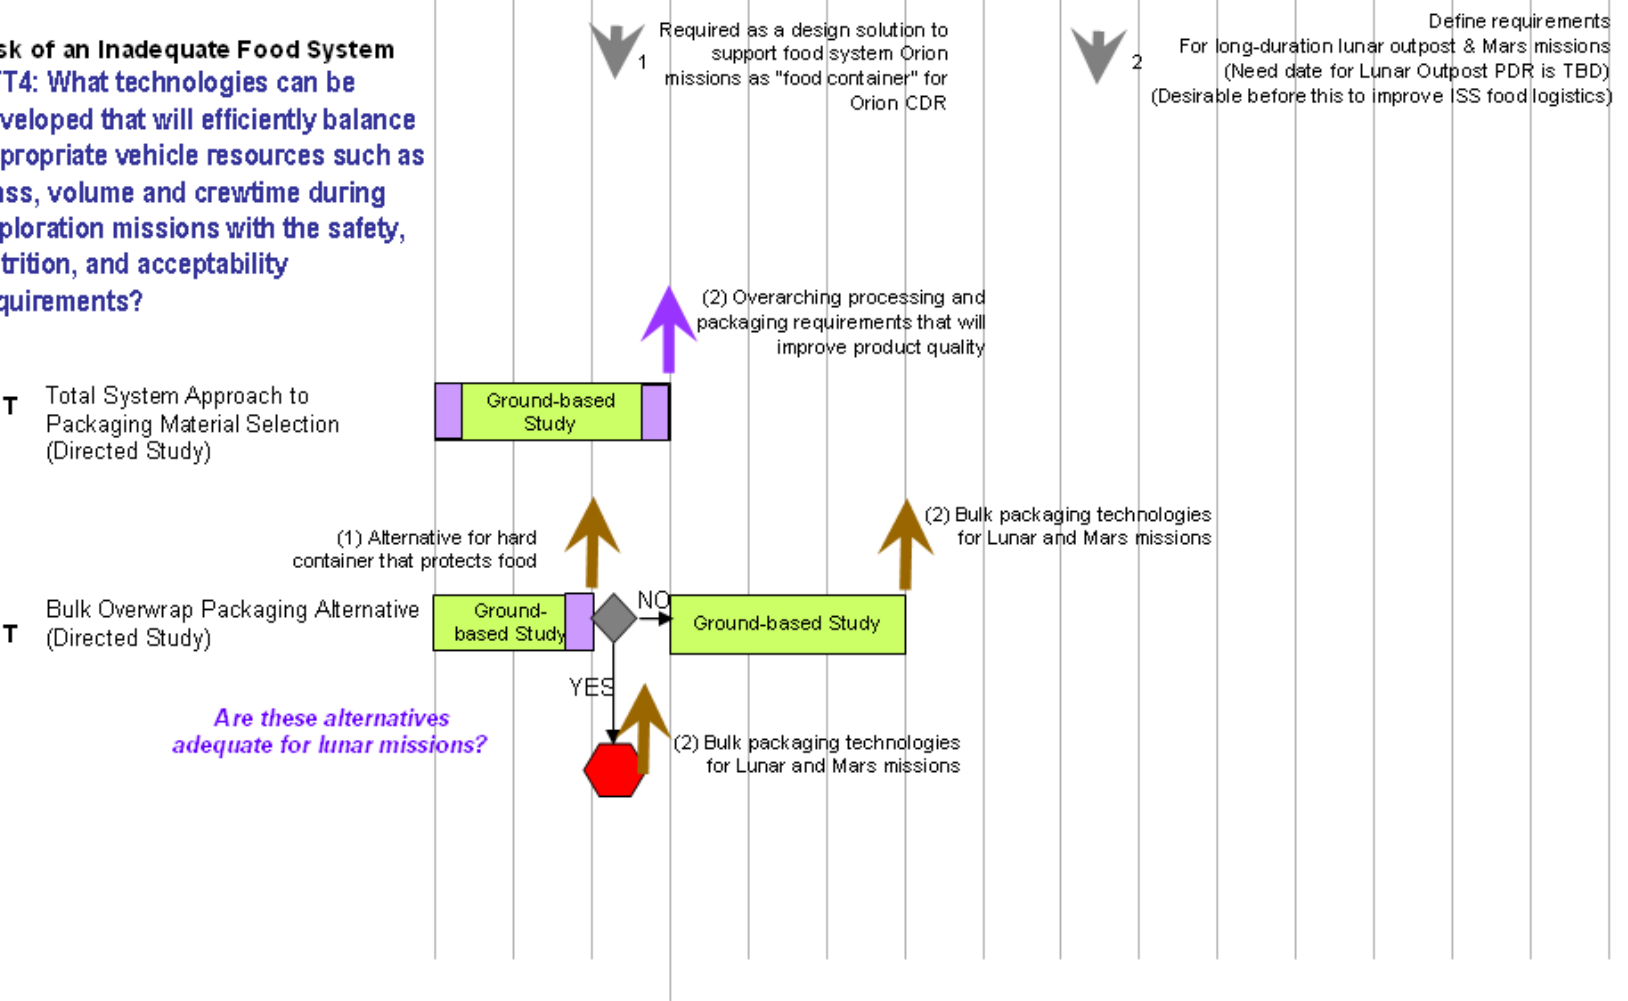 sk of an Inadequate Food System
T4: What technologies can be
veloped that will efficiently balance
propriate vehicle resources such as
ss, volume and crewtime during
ploration missions with the safety,
trition, and acceptability
quirements?
1
Required as a design solution to
support food system Orion
missions as "food container" for
Orion CDR
2
Define requirements
For long-duration lunar outpost & Mars missions
(Need date for Lunar Outpost PDR is TBD)
(Desirable before this to improve ISS food logistics)
(2) Overarching processing and
packaging requirements that will
improve product quality
T
Total System Approach to
Packaging Material Selection
(Directed Study)
Ground-based
Study
(1) Alternative for hard
container that protects food
(2) Bulk packaging technologies
for Lunar and Mars missions
T
Bulk Overwrap Packaging Alternative
(Directed Study)
Ground-
based Study
NO
Ground-based Study
YES
Are these alternatives
adequate for lunar missions?
(2) Bulk packaging technologies
for Lunar and Mars missions